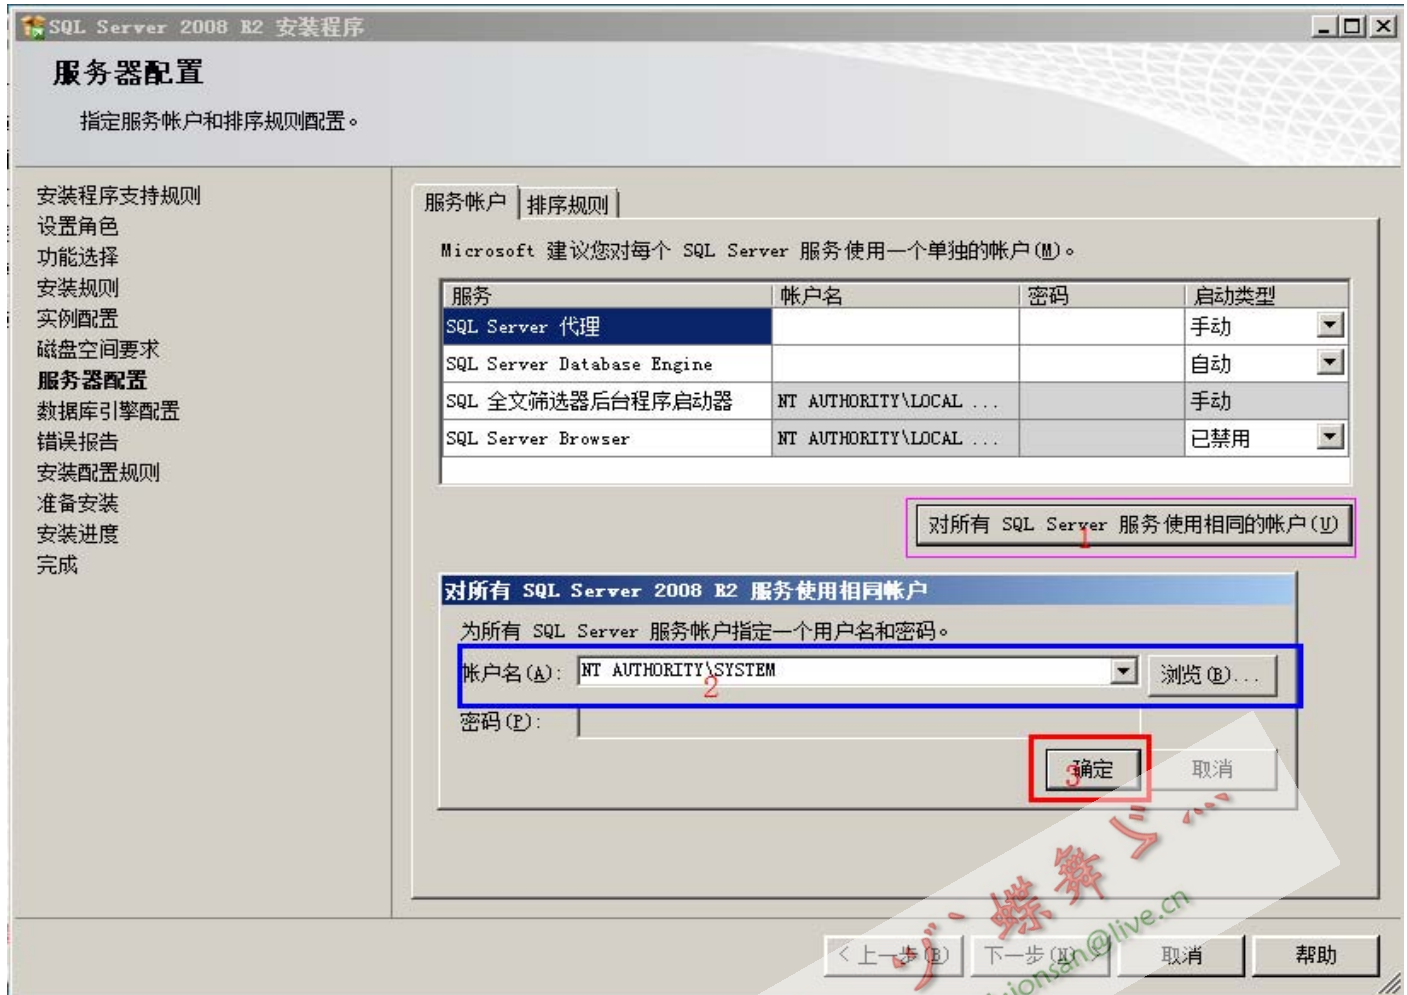 SQL Server 2008 R2 安装程序
服务器配置
指定服务帐户和排序规则配置。
安装程序支持规则
设置角色
功能选择
安装规则
实例配置
磁盘空间要求
服务器配置
数据库引擎配置
错误报告
安装配置规则
准备安装
安装进度
完成
服务帐户 排序规则
Microsoft 建议您对每个 SQL Server 服务使用一个单独的帐户(M)。
服务 帐户名 密码 启动类型
SQL Server 代理 手动
SQL Server Database Engine 自动
SQL 全文筛选器后台程序启动器 NT AUTHORITY\LOCAL ... 手动
SQL Server Browser NT AUTHORITY\LOCAL ... 已禁用
对所有 SQL Server 服务使用相同的帐户(U)
1
对所有 SQL Server 2008 R2 服务使用相同帐户
为所有 SQL Server 服务帐户指定一个用户名和密码。
帐户名(A): NT AUTHORITY\SYSTEM 浏览(B)...
2
密码(P):
确定 取消
3
蝶舞
@live.cn
< 上一步(B) 下一步(N) 取消 帮助